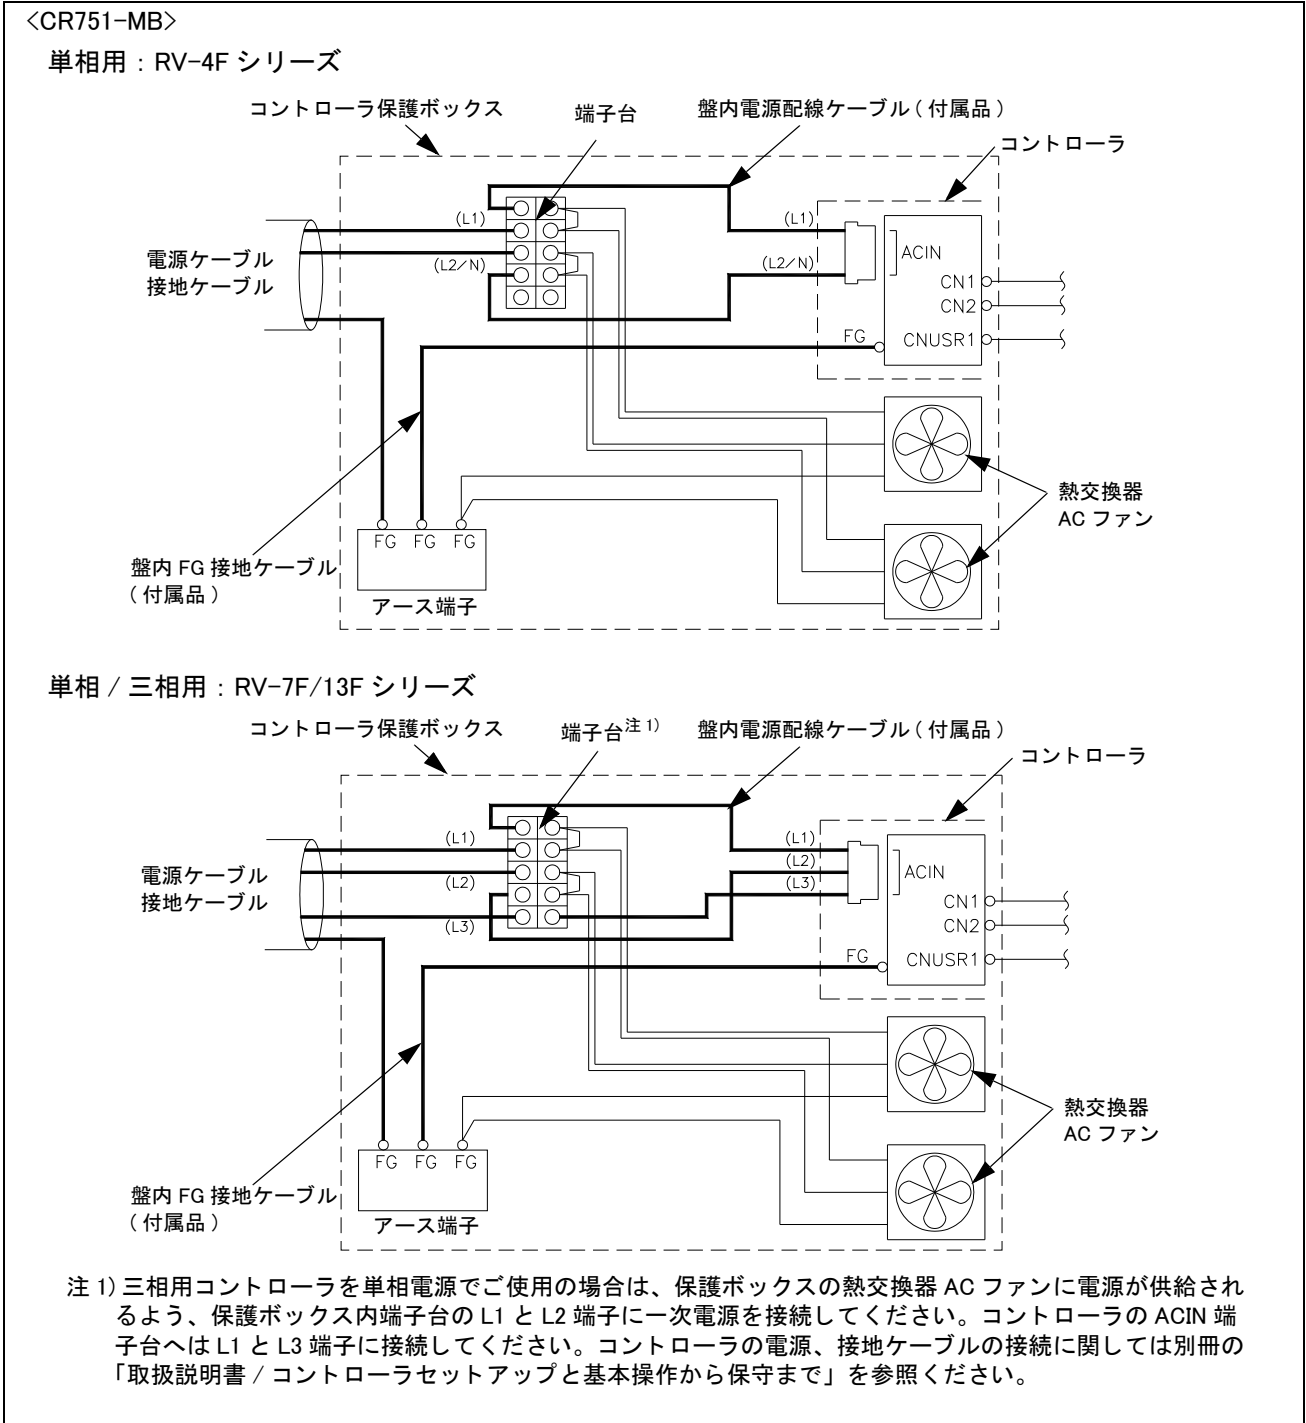 <CR751-MB>
単相用：RV-4F シリーズ
コントローラ保護ボックス
端子台
盤内電源配線ケーブル（付属品）
コントローラ
(L1)
(L1)
電源ケーブル
接地ケーブル
(L2/N)
(L2/N)
ACIN
CN1
CN2
FG
CNUSR1
熱交換器
AC ファン
FG FG FG
盤内 FG 接地ケーブル
（付属品）
アース端子
単相 / 三相用：RV-7F/13F シリーズ
コントローラ保護ボックス
端子台注 1)
盤内電源配線ケーブル（付属品）
コントローラ
(L1)
(L1)
(L2)
電源ケーブル
接地ケーブル
(L2)
(L3)
(L3)
ACIN
CN1
CN2
FG
CNUSR1
熱交換器
AC ファン
FG FG FG
盤内 FG 接地ケーブル
（付属品）
アース端子
注 1) 三相用コントローラを単相電源でご使用の場合は、保護ボックスの熱交換器 AC ファンに電源が供給され
るよう、保護ボックス内端子台の L1 と L2 端子に一次電源を接続してください。コントローラの ACIN 端
子台へは L1 と L3 端子に接続してください。コントローラの電源、接地ケーブルの接続に関しては別冊の
「取扱説明書 / コントローラセットアップと基本操作から保守まで」を参照ください。